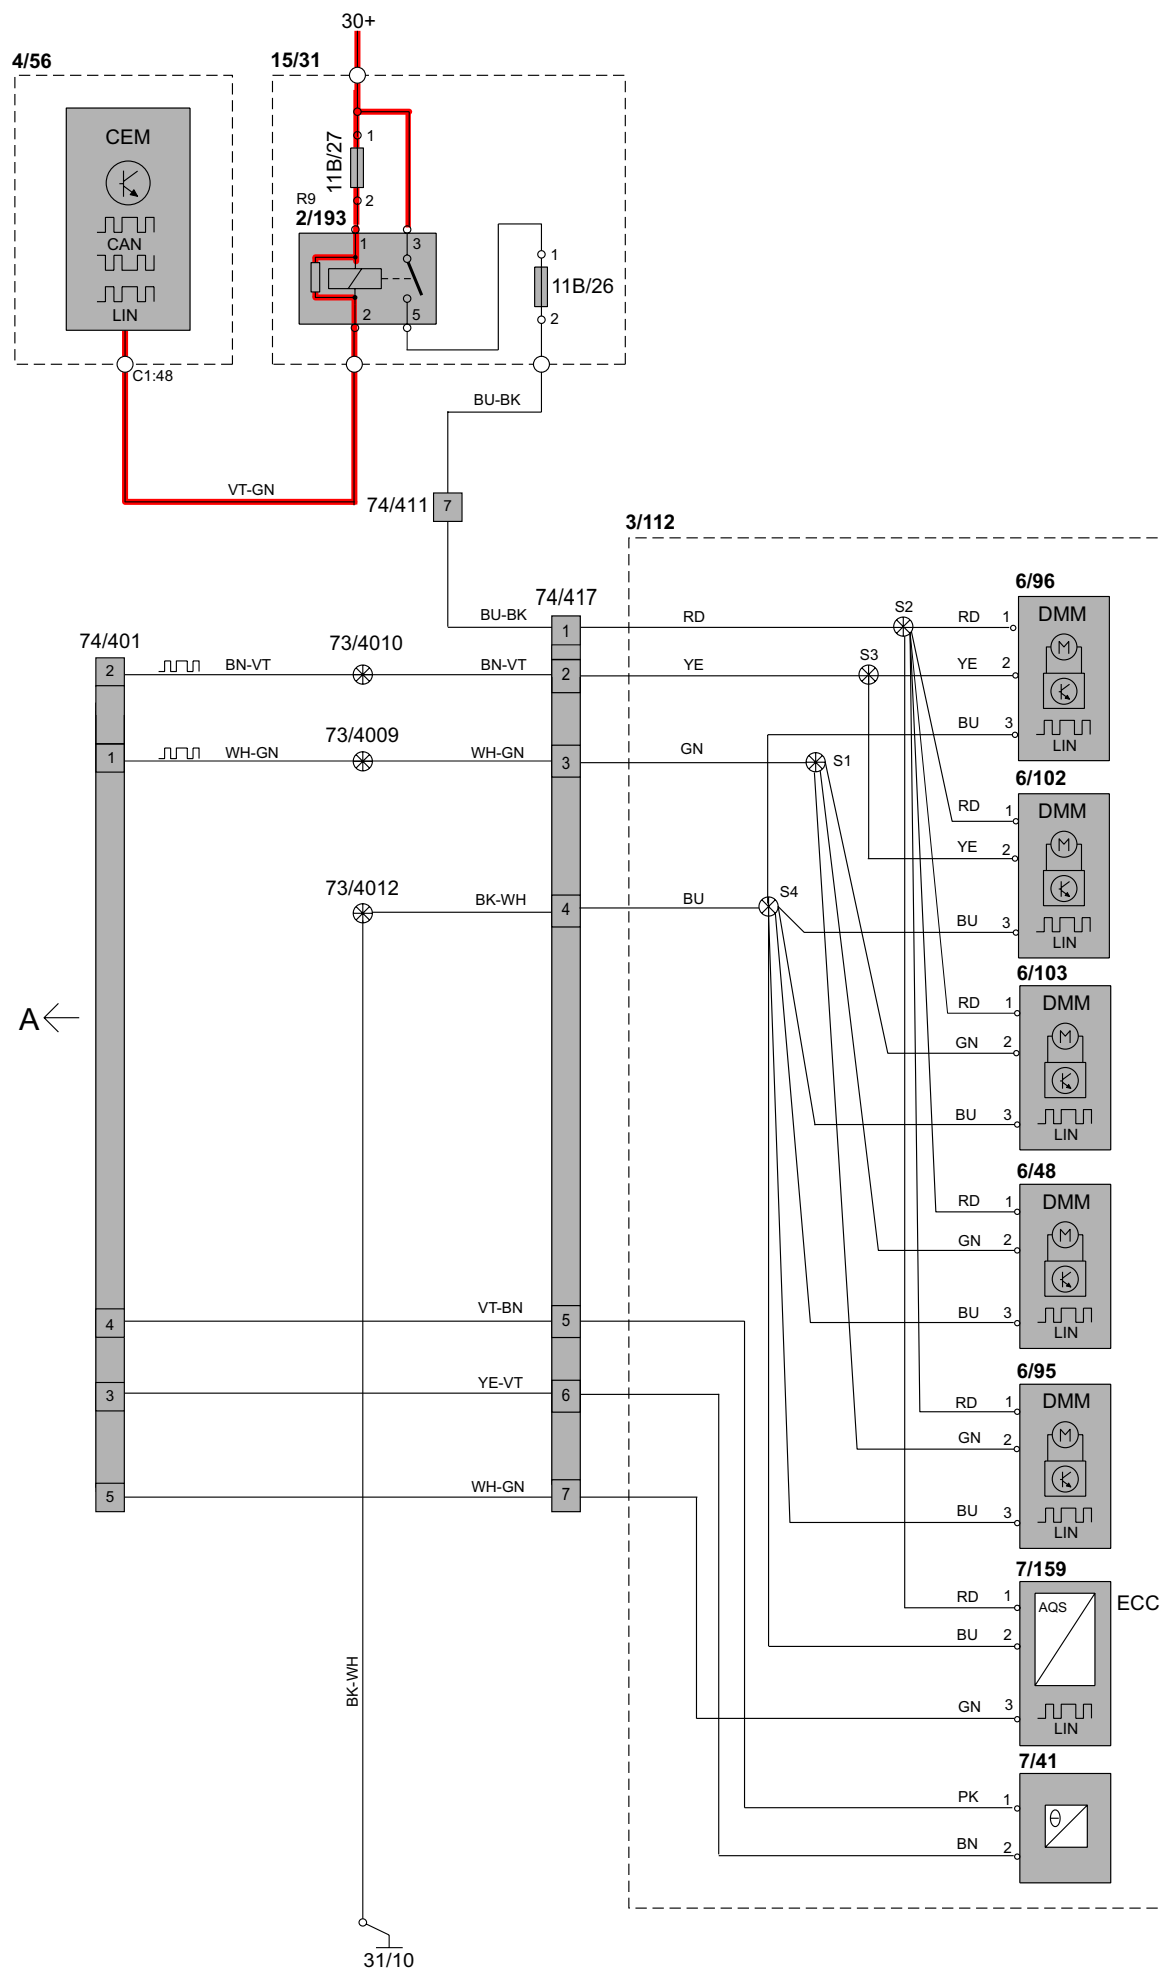 30+
4/56
15/31
CEM
CAN
LIN
C1:48
1
11B/27
2
R9
2/193
1
3
2
5
1
11B/26
2
BU-BK
VT-GN
74/411
7
3/112
74/417
BU-BK
1
RD
S2
RD
1
6/96
DMM
M
LIN
74/401
2
BN-VT
73/4010
BN-VT
2
YE
S3
YE
2
BU
3
1
WH-GN
73/4009
WH-GN
3
GN
S1
6/102
DMM
M
LIN
RD
1
YE
2
BU
3
73/4012
BK-WH
4
BU
S4
6/103
DMM
M
LIN
RD
1
GN
2
BU
3
A
6/48
DMM
M
LIN
RD
1
GN
2
BU
3
4
VT-BN
5
3
YE-VT
6
5
WH-GN
7
6/95
DMM
M
LIN
RD
1
GN
2
BU
3
7/159
AQS
ECC
LIN
RD
1
BU
2
GN
3
BK-WH
7/41
θ
PK
1
BN
2
31/10